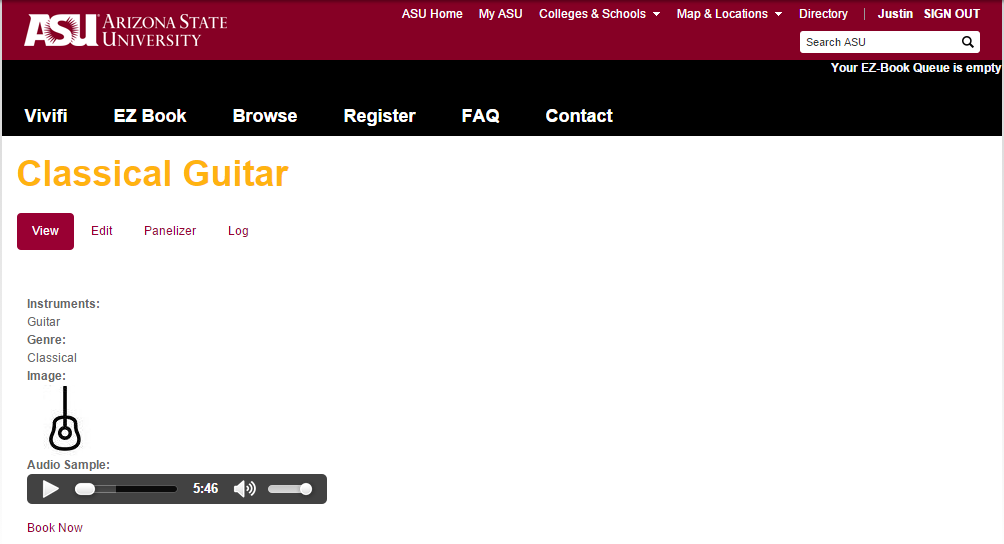 ASU ARIZONA STATE UNIVERSITY
ASU Home My ASU Colleges & Schools Map & Locations Directory | Justin SIGN OUT
Search ASU
Your EZ-Book Queue is empty
Vivifi EZ Book Browse Register FAQ Contact
Classical Guitar
View Edit Panelizer Log
Instruments:
Guitar
Genre:
Classical
Image:
Audio Sample:
5:46
Book Now